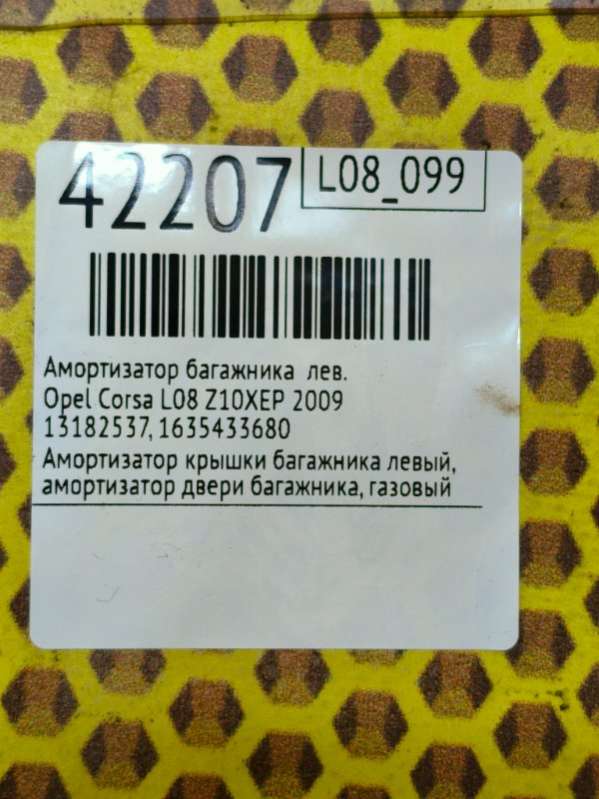 42207
L08_099
Амортизатор багажника лев.
Opel Corsa L08 Z10XEP 2009
13182537, 1635433680
Амортизатор крышки багажника левый,
амортизатор двери багажника, газовый